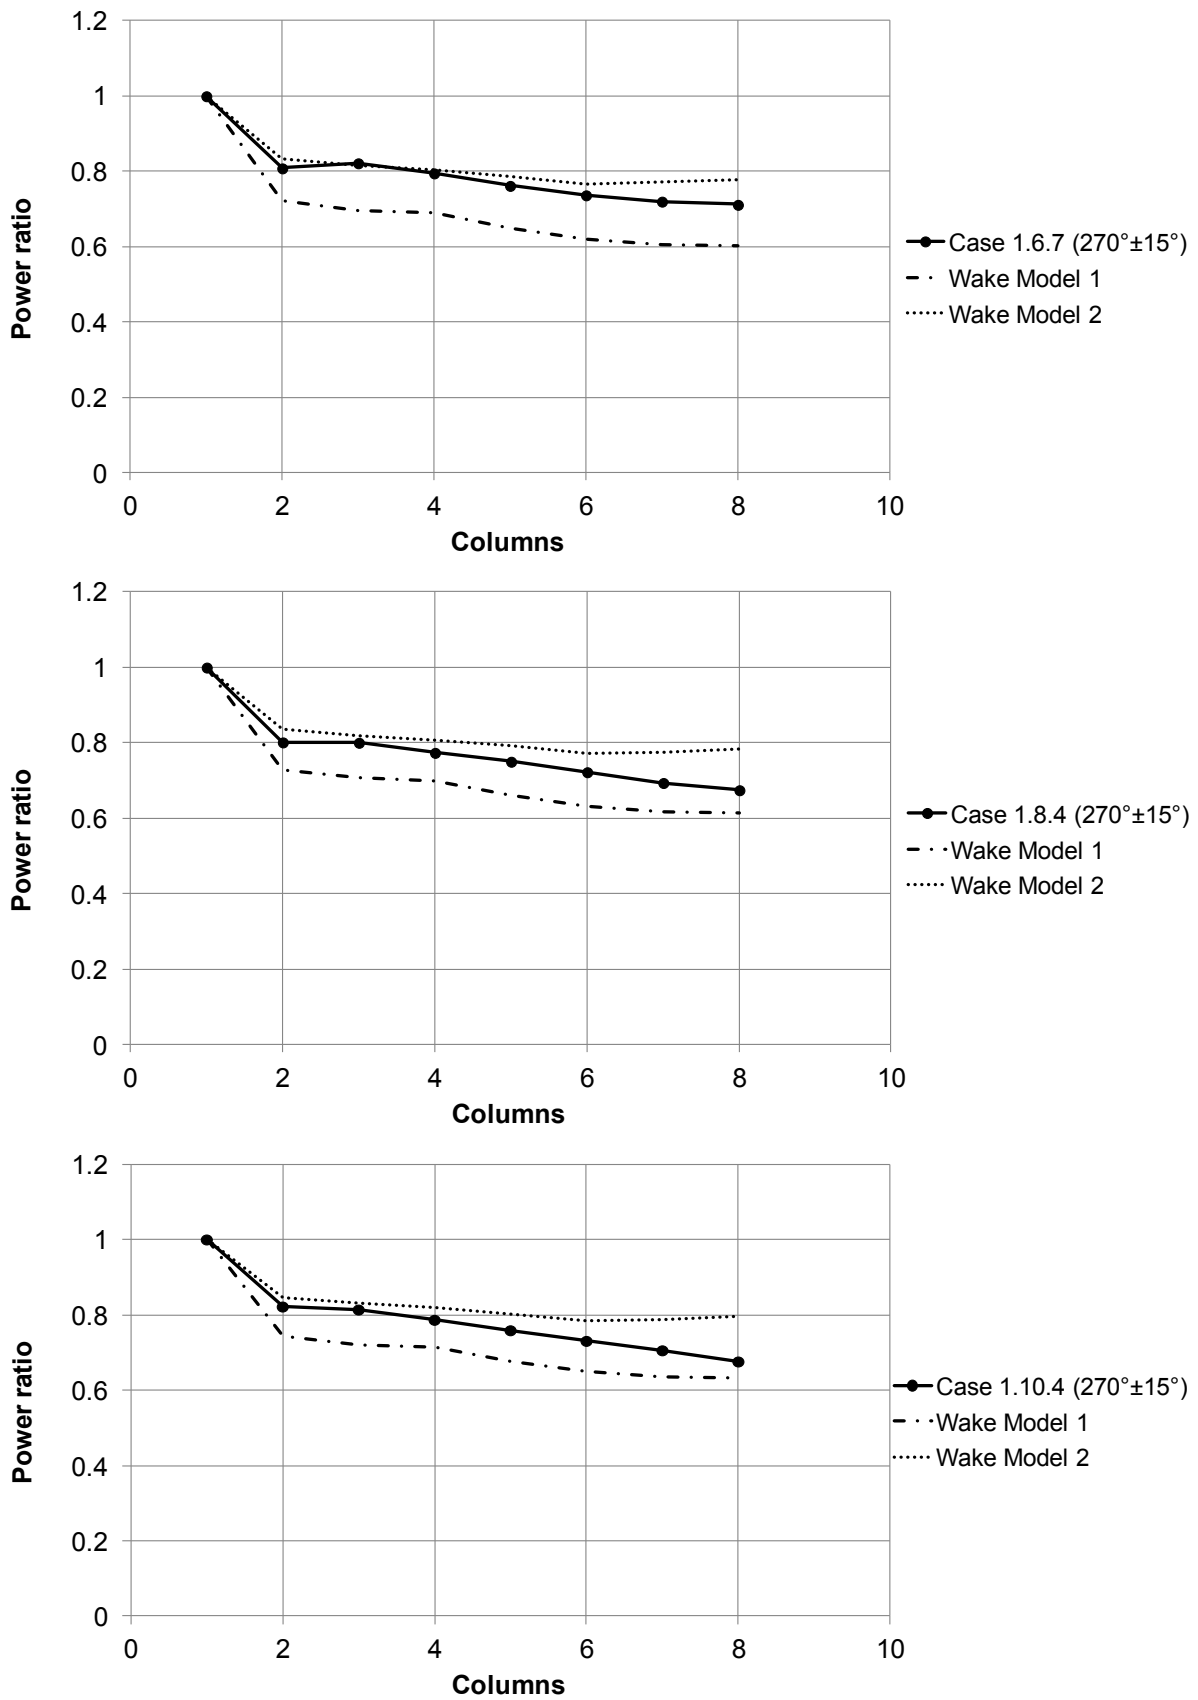 1.2
1
0.8
0.6
0.4
0.2
0
0 2 4 6 8 10
Power ratio
Columns
Case 1.6.7 (270°±15°)
Wake Model 1
Wake Model 2
1.2
1
0.8
0.6
0.4
0.2
0
0 2 4 6 8 10
Power ratio
Columns
Case 1.8.4 (270°±15°)
Wake Model 1
Wake Model 2
1.2
1
0.8
0.6
0.4
0.2
0
0 2 4 6 8 10
Power ratio
Columns
Case 1.10.4 (270°±15°)
Wake Model 1
Wake Model 2